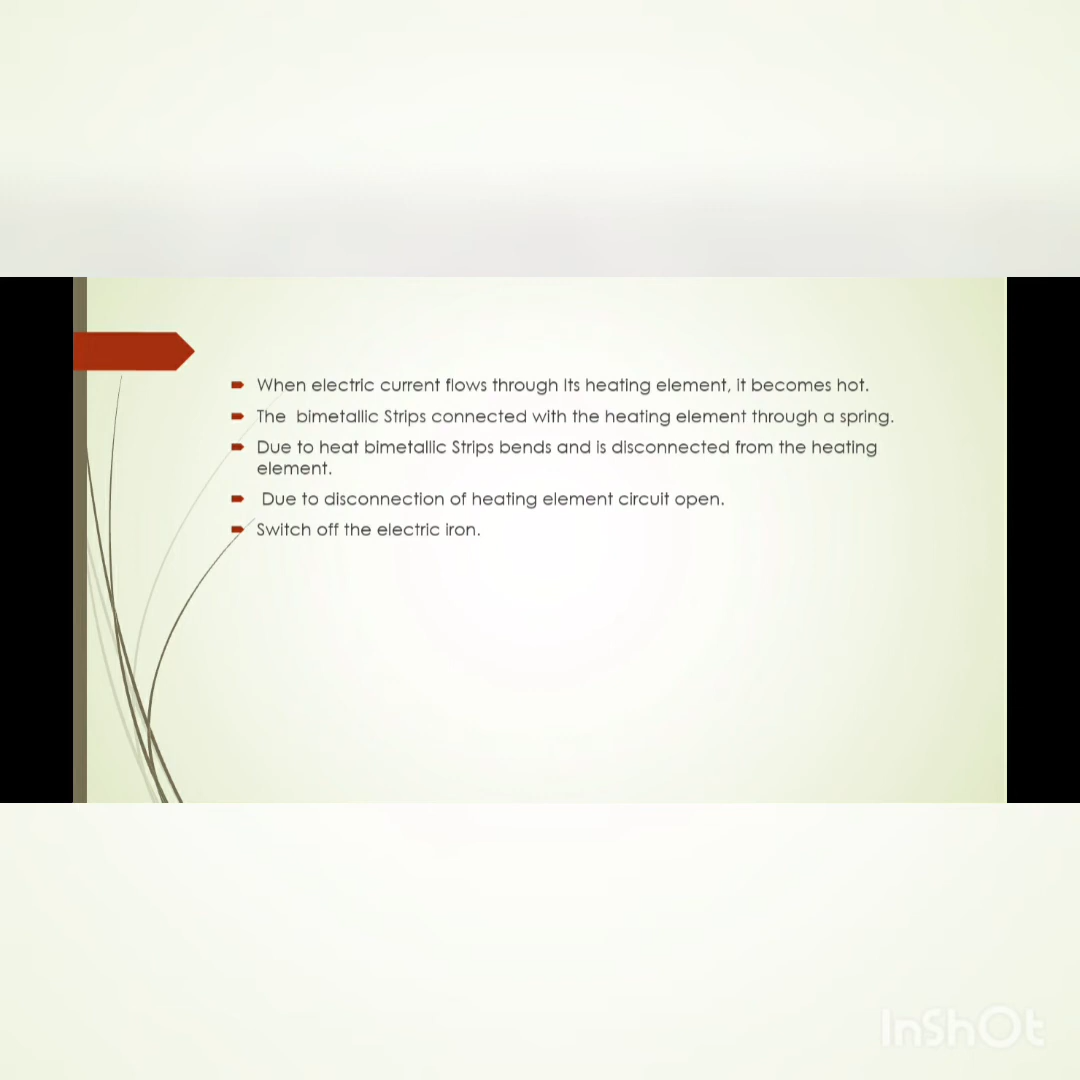 When electric current flows through Its heating element, it becomes hot.
The bimetallic Strips connected with the heating element through a spring.
Due to heat bimetallic Strips bends and is disconnected from the heating
element.
Due to disconnection of heating element circuit open.
Switch off the electric iron.
InShOt